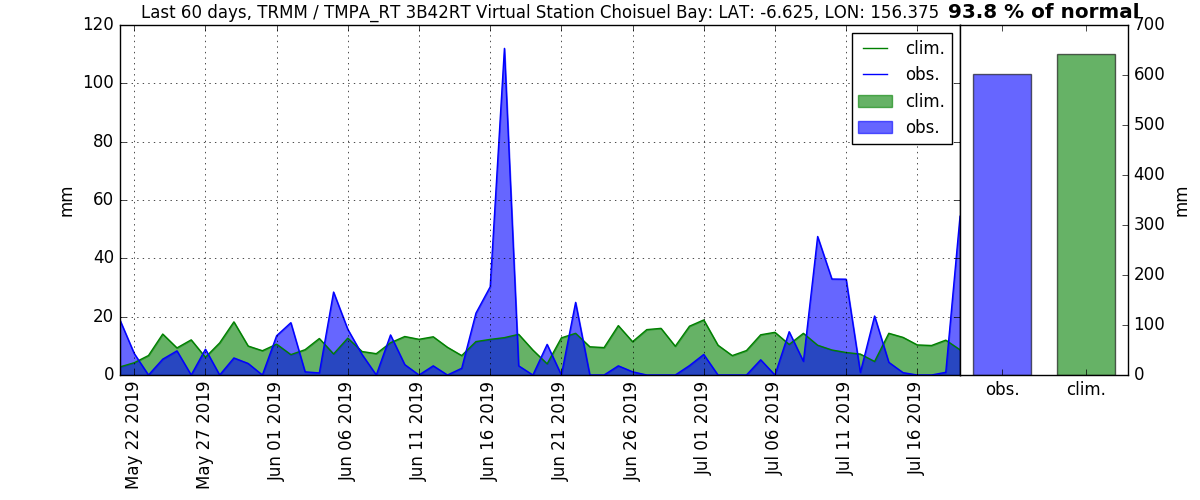 Last 60 days, TRMM / TMPA_RT 3B42RT Virtual Station Choisuel Bay: LAT: -6.625, LON: 156.375
93.8 % of normal
120
100
80
60
40
20
0
mm
clim.
obs.
clim.
obs.
May 22 2019
May 27 2019
Jun 01 2019
Jun 06 2019
Jun 11 2019
Jun 16 2019
Jun 21 2019
Jun 26 2019
Jul 01 2019
Jul 06 2019
Jul 11 2019
Jul 16 2019
700
600
500
400
300
200
100
0
mm
obs.
clim.